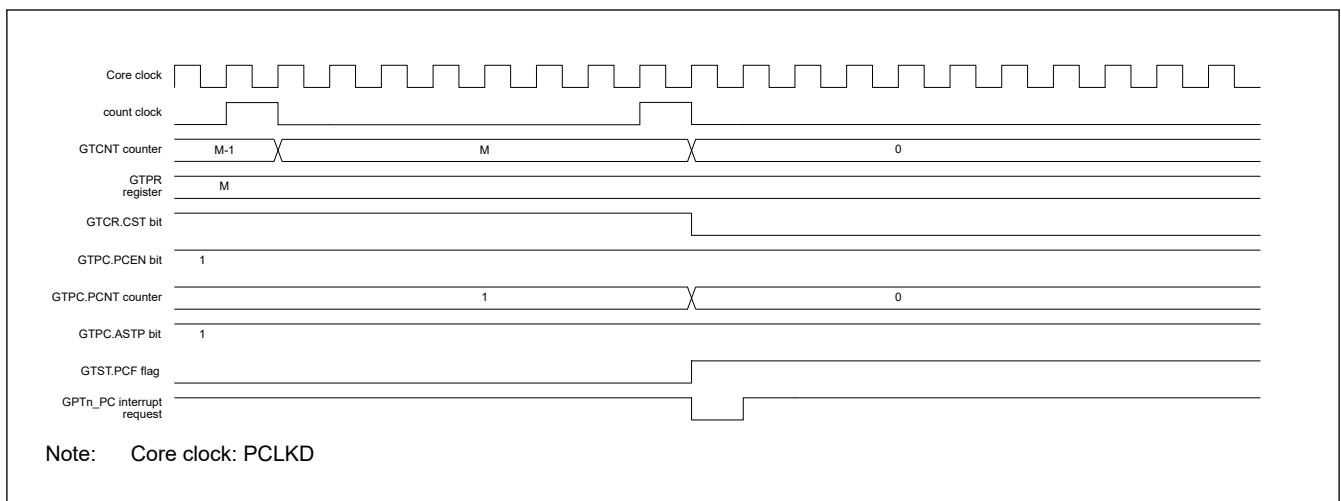 Core clock
count clock
GTCNT counter M-1 M 0
GTPR
register M
GTCR.CST bit
GTPC.PCEN bit 1
GTPC.PCNT counter 1 0
GTPC.ASTP bit 1
GTST.PCF flag
GPTn_PC interrupt
request
Note: Core clock: PCLKD